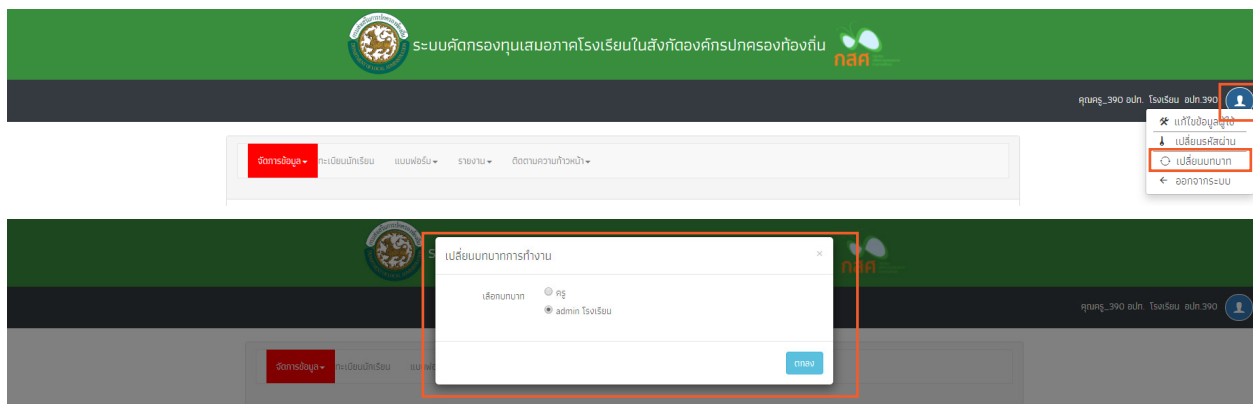 ระบบคัดกรองทุนเสมอภาคโรงเรียนในสังกัดองค์กรปกครองท้องถิ่น
กสศ
คุณครู_390 อปท. โรงเรียน อปท.390
แก้ไขข้อมูลผู้ใช้
เปลี่ยนรหัสผ่าน
เปลี่ยนบทบาท
ออกจากระบบ
จัดการข้อมูล ทะเบียนนักเรียน แบบฟอร์ม รายงาน ติดตามความก้าวหน้า
เปลี่ยนบทบาทการทำงาน ×
กสศ
เลือกบทบาท ครู
admin โรงเรียน
คุณครู_390 อปท. โรงเรียน อปท.390
จัดการข้อมูล ทะเบียนนักเรียน
ตกลง